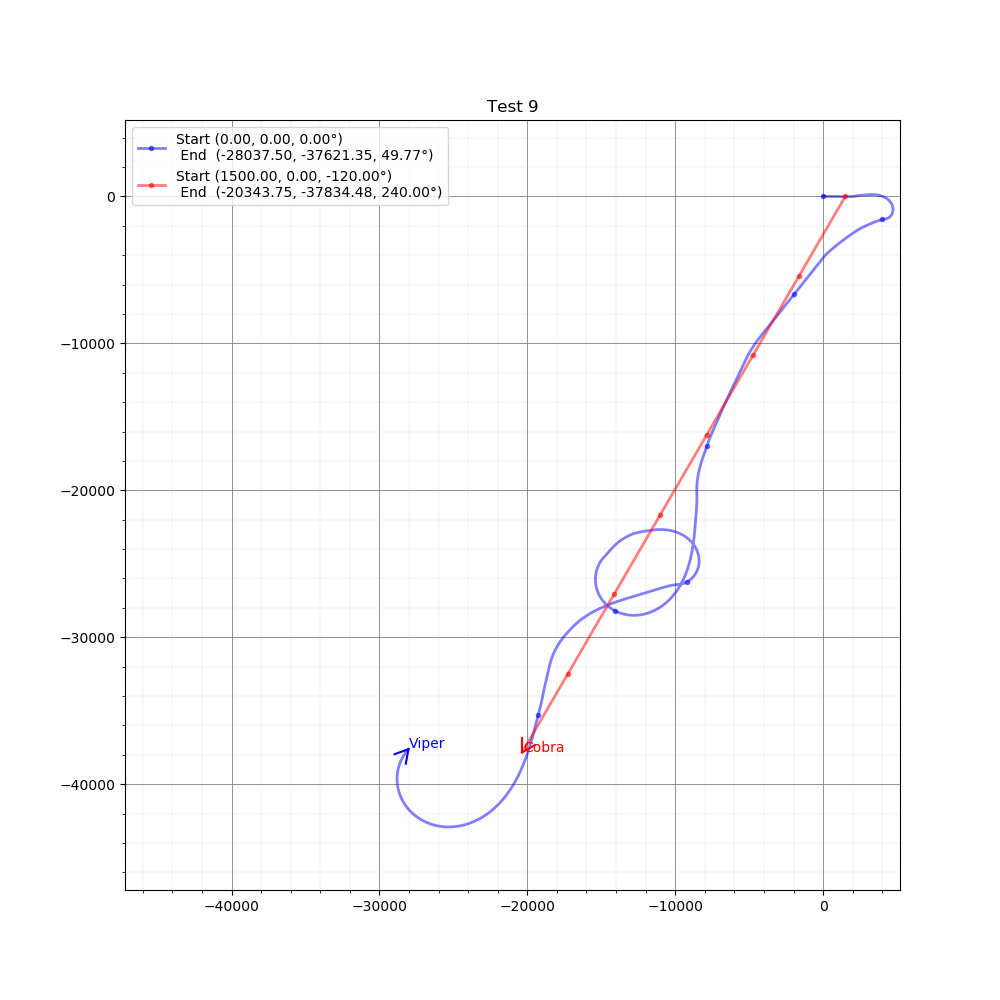 Test 9
Start (0.00, 0.00, 0.00°)
End (-28037.50, -37621.35, 49.77°)
Start (1500.00, 0.00, -120.00°)
End (-20343.75, -37834.48, 240.00°)
0
−10000
−20000
−30000
−40000
Viper
Cobra
−40000
−30000
−20000
−10000
0